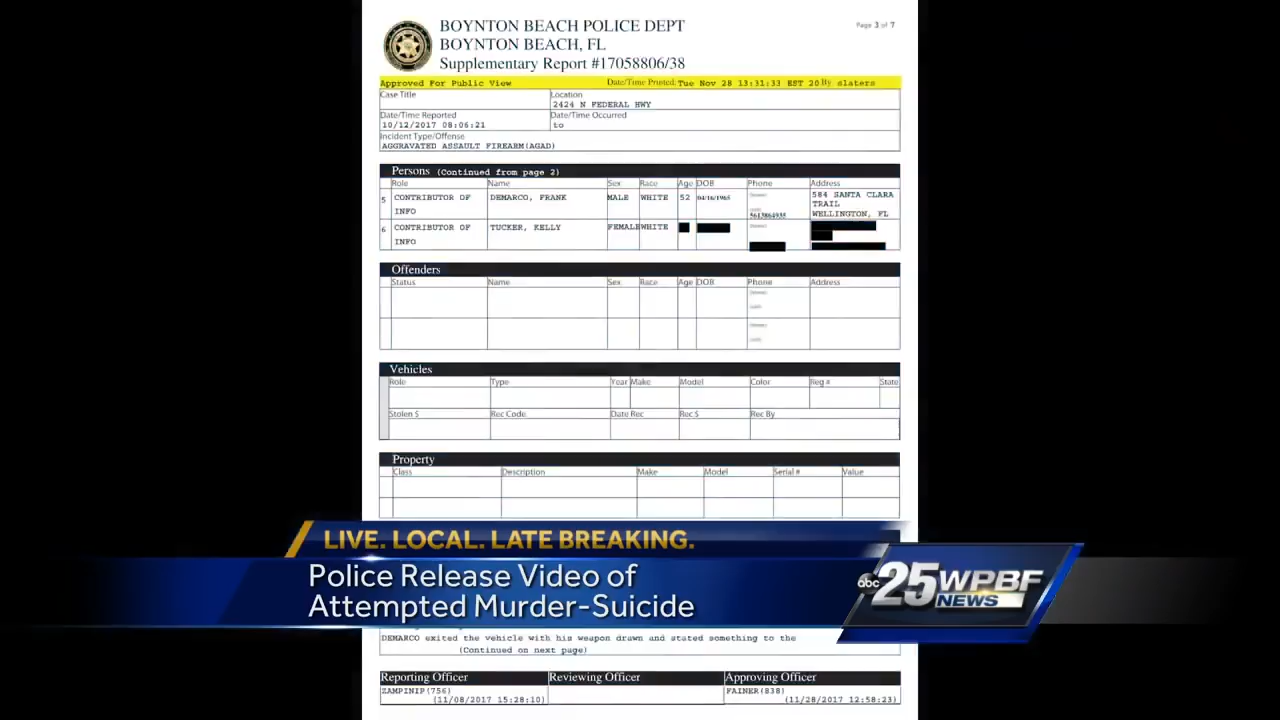 BOYNTON BEACH POLICE DEPT
Page 3 of 7
BOYNTON BEACH, FL
Supplementary Report #17058806/38
Approved For Public View Date/Time Printed: Tue Nov 28 13:31:33 EST 20 By slaters
Case Title Location
2424 N FEDERAL HWY
Date/Time Reported Date/Time Occurred
10/12/2017 08:06:21 to
Incident Type/Offense
AGGRAVATED ASSAULT FIREARM(AGAD)
Persons (Continued from page 2)
Role Name Sex Race Age DOB Phone Address
5 CONTRIBUTOR OF INFO DEMARCO, FRANK MALE WHITE 52 04/16/1965 5613864935 584 SANTA CLARA TRAIL WELLINGTON, FL
6 CONTRIBUTOR OF INFO TUCKER, KELLY FEMALE WHITE
Offenders
Status Name Sex Race Age DOB Phone Address
Vehicles
Role Type Year Make Model Color Reg # State
Stolen $ Rec Code Date Rec Rec $ Rec By
Property
Class Description Make Model Serial # Value
LIVE. LOCAL. LATE BREAKING.
Police Release Video of
Attempted Murder-Suicide
abc 25 WPBF NEWS
DEMARCO exited the vehicle with his weapon drawn and stated something to the
(Continued on next page)
Reporting Officer Reviewing Officer Approving Officer
ZAMPINIP(756) FAINER(838)
(11/08/2017 15:28:10) (11/28/2017 12:58:23)